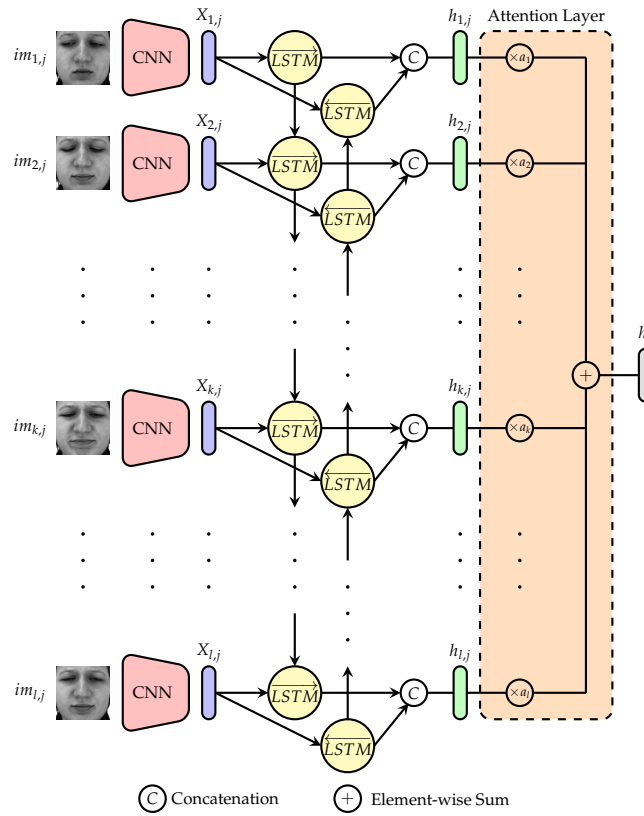 X1,j h1,j Attention Layer
im1,j CNN LSTM C ×a1
LSTM
X2,j h2,j
im2,j CNN LSTM C ×a2
LSTM
Xk,j hk,j h
+
imk,j CNN LSTM C ×ak
LSTM
Xl,j hl,j
iml,j CNN LSTM C ×al
LSTM
C Concatenation + Element-wise Sum